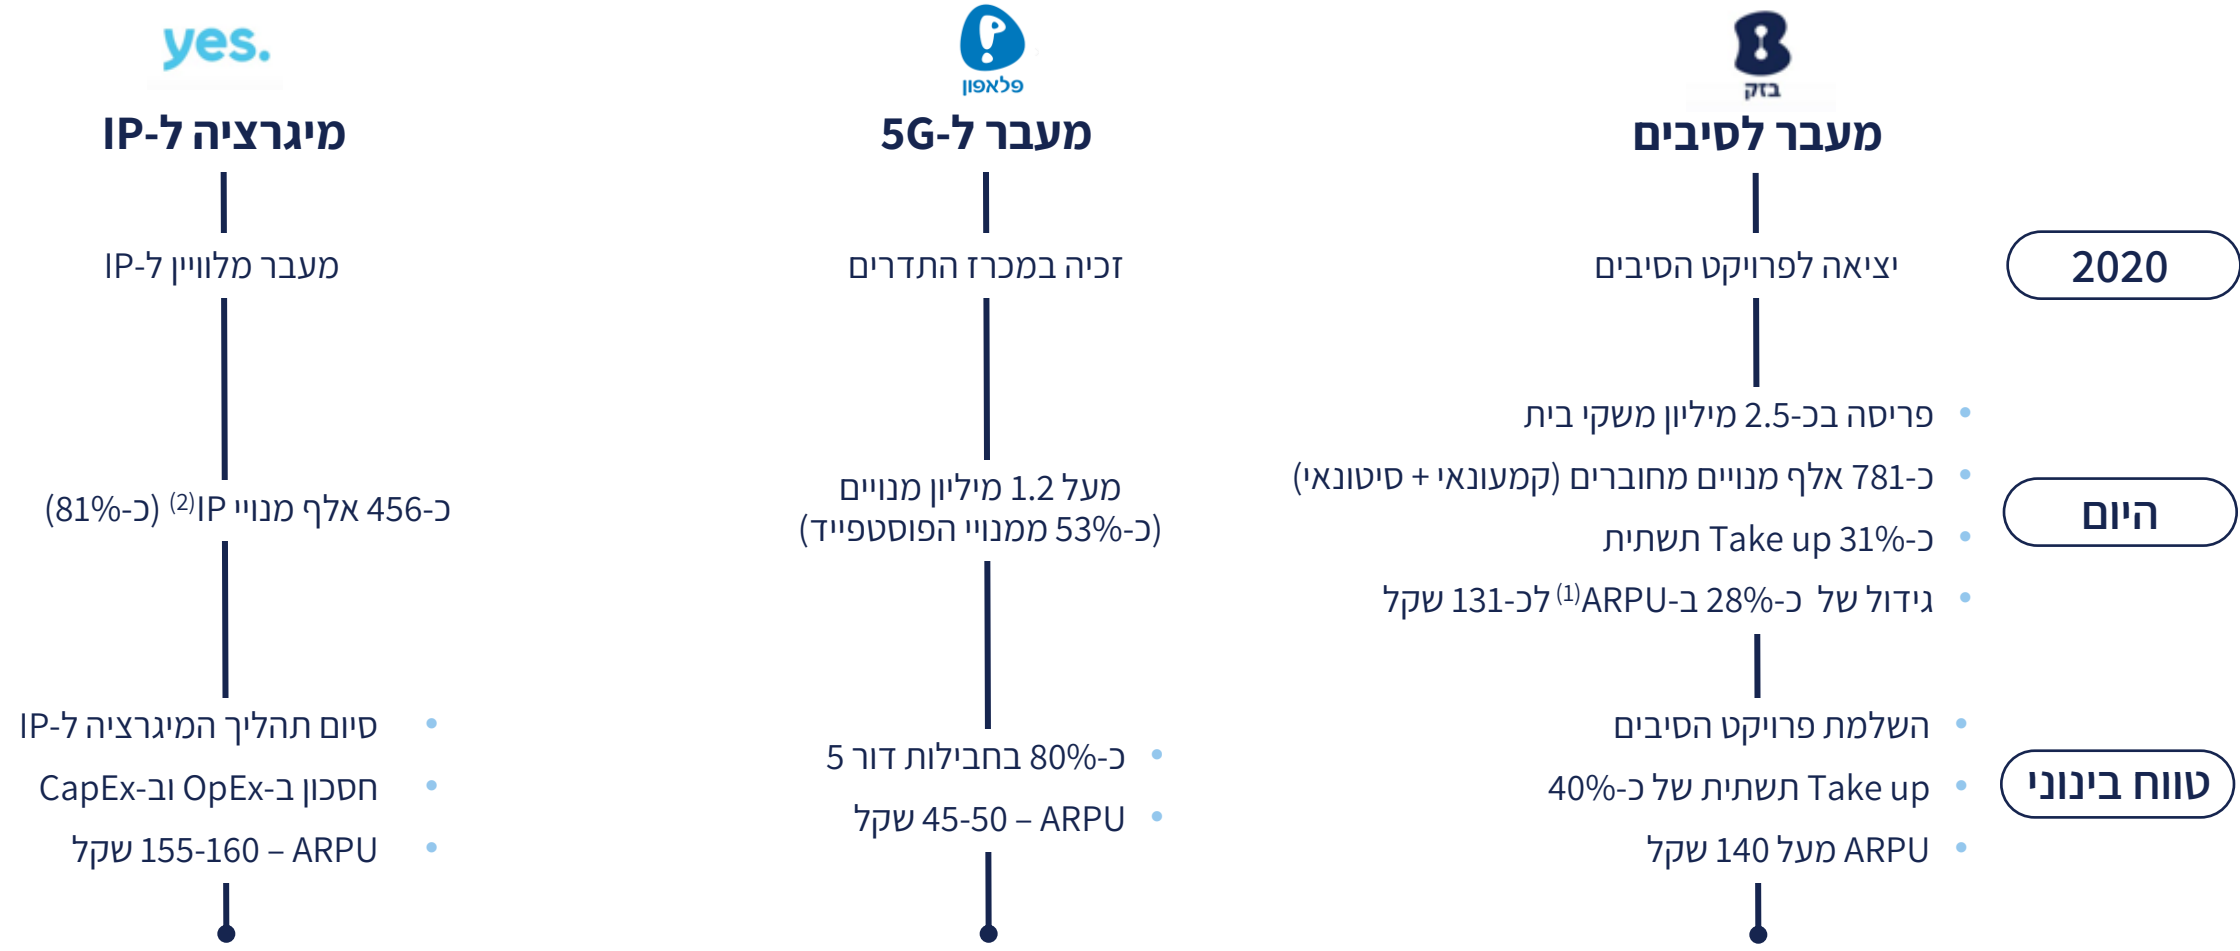 בזק
מעבר לסיבים
פלאפון
מעבר ל-5G
yes.
מיגרציה ל-IP
2020
יציאה לפרויקט הסיבים
זכיה במכרז התדרים
מעבר מלוויין ל-IP
היום
• פריסה בכ-2.5 מיליון משקי בית
• כ-781 אלף מנויים מחוברים (קמעונאי + סיטונאי)
• כ-31% Take up תשתית
• גידול של כ-28% ב-ARPU(1) לכ-131 שקל
מעל 1.2 מיליון מנויים
(כ-53% ממנויי הפוסטפייד)
כ-456 אלף מנויי IP(2) (כ-81%)
טווח בינוני
• השלמת פרויקט הסיבים
• Take up תשתית של כ-40%
• ARPU מעל 140 שקל
• כ-80% בחבילות דור 5
• ARPU – 45-50 שקל
• סיום תהליך המיגרציה ל-IP
• חסכון ב-OpEx וב-CapEx
• ARPU – 155-160 שקל